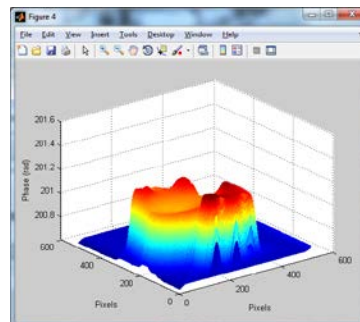 Figure 4
File Edit View Insert Tools Desktop Window Help
201.6
201.4
201.2
201
200.8
Phase (rad)
600
400
200
0
Pixels
0
200
400
600
Pixels